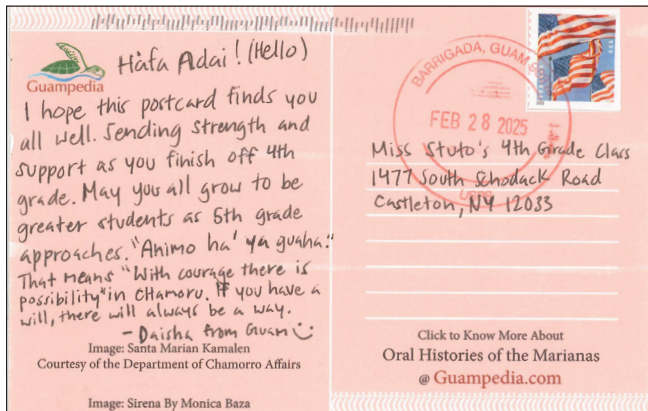 Guampedia
Håfa Adai! (Hello)
I hope this postcard finds you
all well. Sending strength and
support as you finish off 4th
grade. May you all grow to be
greater students as 5th grade
approaches. "Animo ha' ya guaha."
That means "With courage there is
possibility" in CHamoru. If you have a
will, there will always be a way.
- Daisha from Guam
Image: Santa Marian Kamalen
Courtesy of the Department of Chamorro Affairs
Image: Sirena By Monica Baza
BARRIGADA, GUAM
FEB 28 2025
USPS
Miss Stuto's 4th Grade Class
1477 South Schodack Road
Castleton, NY 12033
Click to Know More About
Oral Histories of the Marianas
@ Guampedia.com